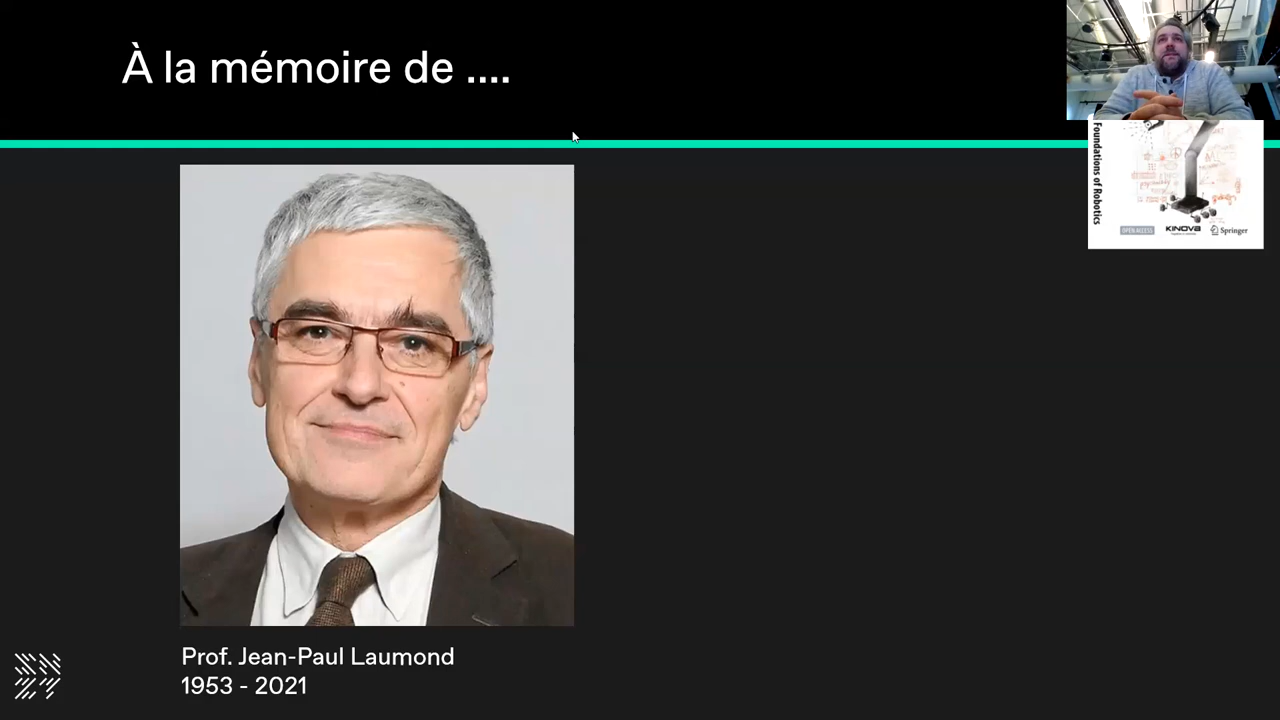 À la mémoire de ....
Foundations of Robotics
OPEN ACCESS
KINOVA
Springer
Prof. Jean-Paul Laumond
1953 - 2021